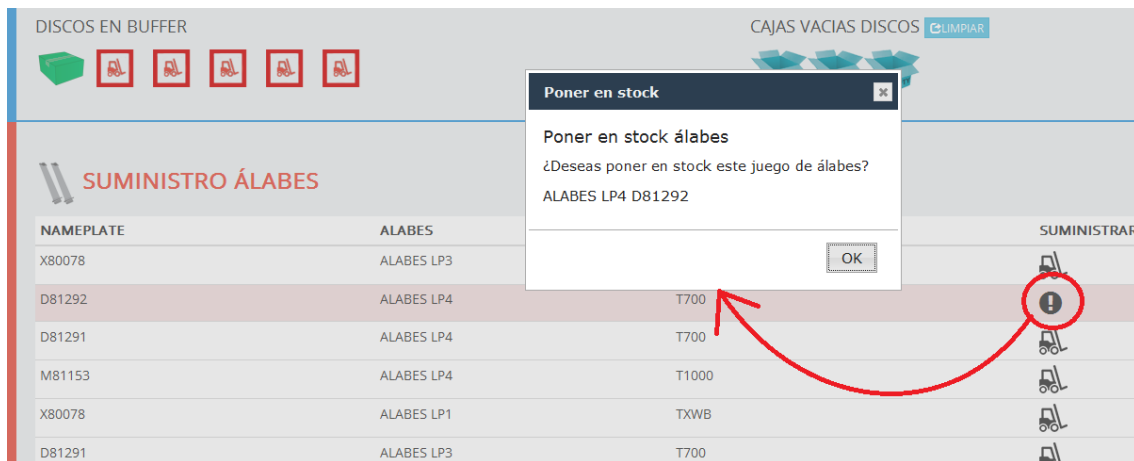 DISCOS EN BUFFER
CAJAS VACIAS DISCOS LIMPIAR
Poner en stock
Poner en stock álabes
¿Deseas poner en stock este juego de álabes?
ALABES LP4 D81292
OK
SUMINISTRO ÁLABES
NAMEPLATE ALABES SUMINISTRAR
X80078 ALABES LP3
D81292 ALABES LP4 T700
D81291 ALABES LP4 T700
M81153 ALABES LP4 T1000
X80078 ALABES LP1 TXWB
D81291 ALABES LP3 T700